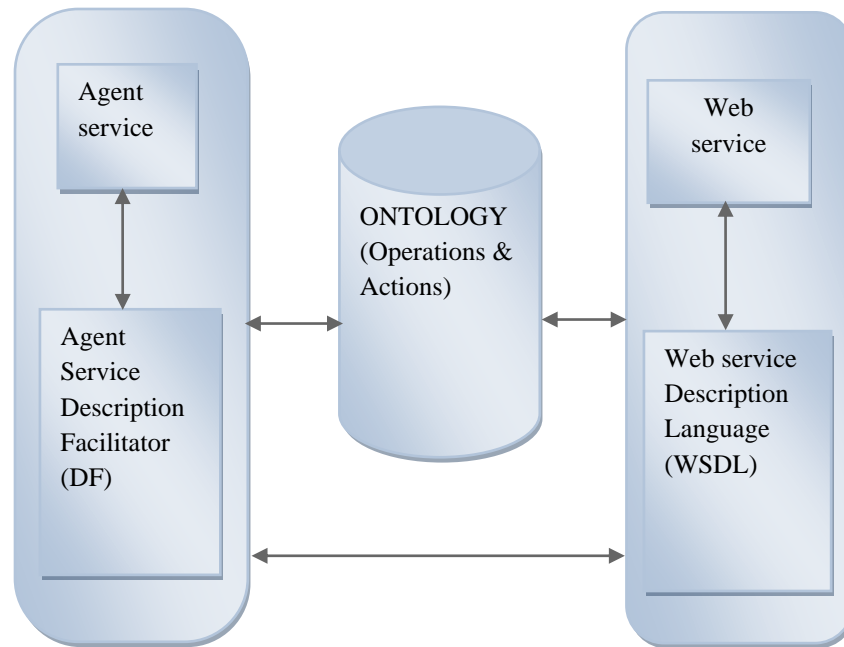 Agent
service
Agent
Service
Description
Facilitator
(DF)
ONTOLOGY
(Operations &
Actions)
Web
service
Web service
Description
Language
(WSDL)